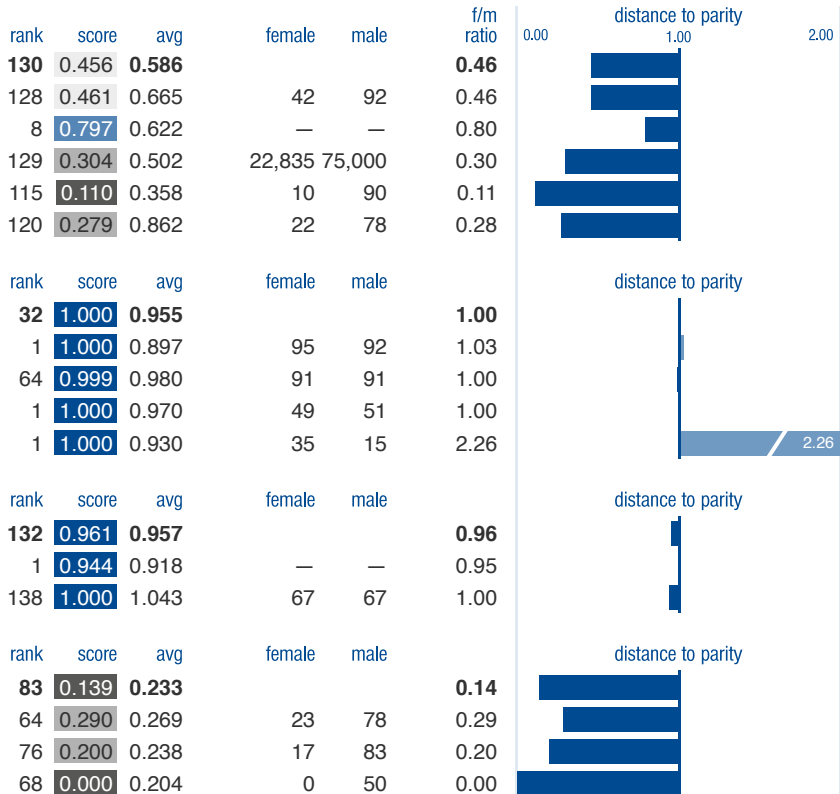 f/m distance to parity
rank score avg female male ratio 0.00 1.00 2.00
130 0.456 0.586 0.46
128 0.461 0.665 42 92 0.46
8 0.797 0.622 — — 0.80
129 0.304 0.502 22,835 75,000 0.30
115 0.110 0.358 10 90 0.11
120 0.279 0.862 22 78 0.28
rank score avg female male distance to parity
32 1.000 0.955 1.00
1 1.000 0.897 95 92 1.03
64 0.999 0.980 91 91 1.00
1 1.000 0.970 49 51 1.00
1 1.000 0.930 35 15 2.26 2.26
rank score avg female male distance to parity
132 0.961 0.957 0.96
1 0.944 0.918 — — 0.95
138 1.000 1.043 67 67 1.00
rank score avg female male distance to parity
83 0.139 0.233 0.14
64 0.290 0.269 23 78 0.29
76 0.200 0.238 17 83 0.20
68 0.000 0.204 0 50 0.00